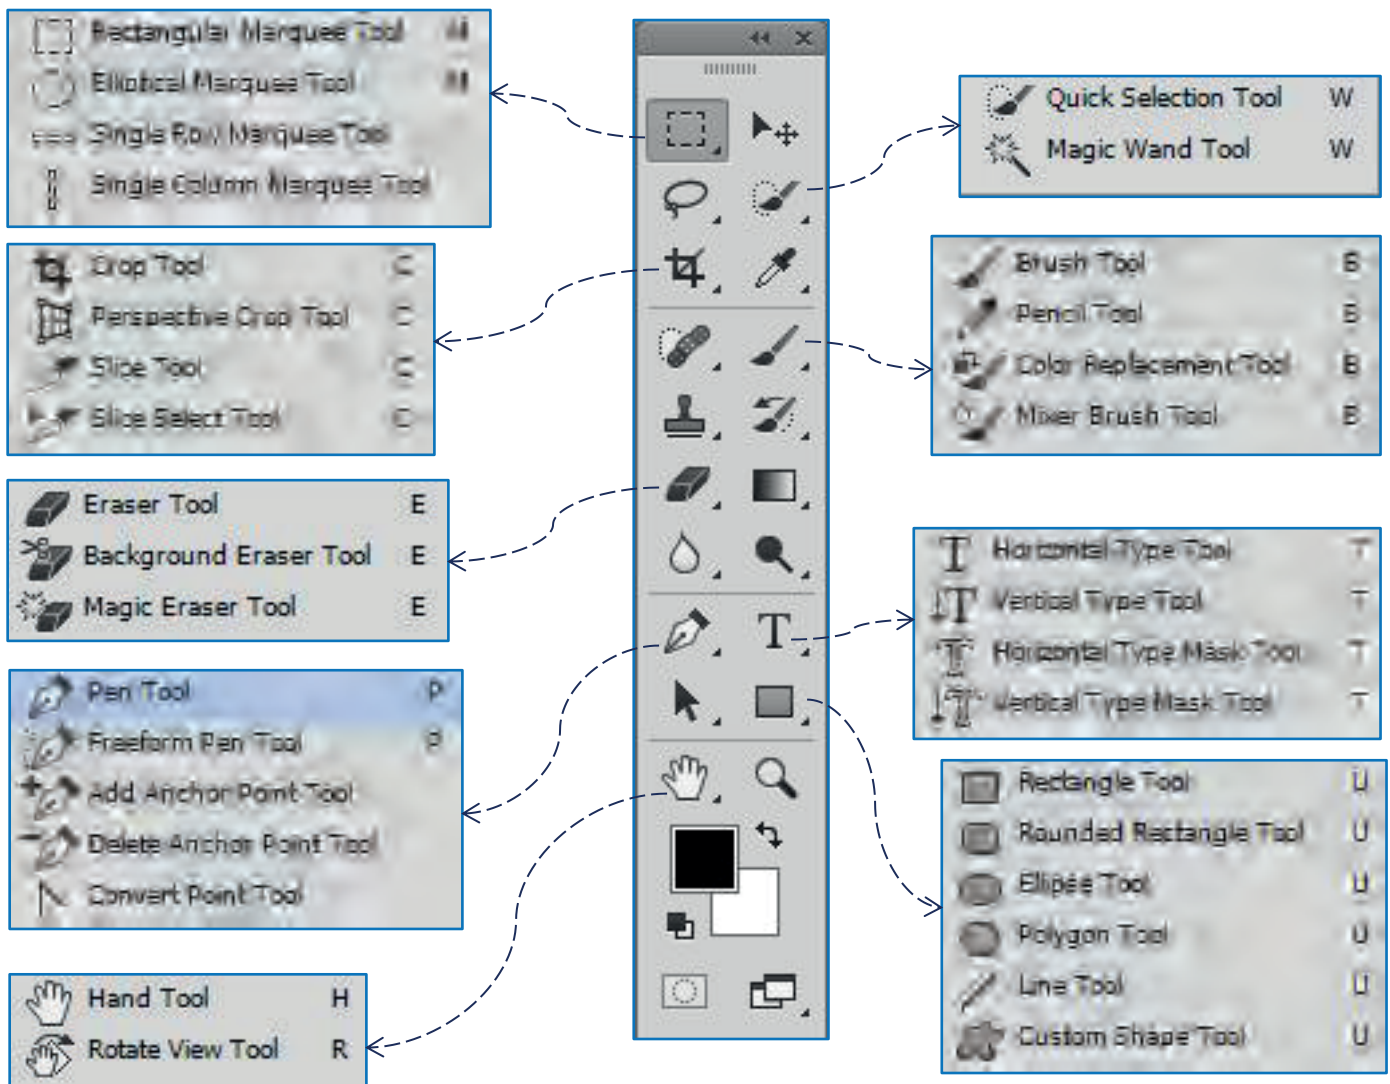 Rectangular Marquee Tool M
Elliptical Marquee Tool M
Single Row Marquee Tool
Single Column Marquee Tool
Crop Tool C
Perspective Crop Tool C
Slice Tool C
Slice Select Tool C
Eraser Tool E
Background Eraser Tool E
Magic Eraser Tool E
Pen Tool P
Freeform Pen Tool P
Add Anchor Point Tool
Delete Anchor Point Tool
Convert Point Tool
Hand Tool H
Rotate View Tool R
T
Quick Selection Tool W
Magic Wand Tool W
Brush Tool B
Pencil Tool B
Color Replacement Tool B
Mixer Brush Tool B
T Horizontal Type Tool T
T Vertical Type Tool T
T Horizontal Type Mask Tool T
T Vertical Type Mask Tool T
Rectangle Tool U
Rounded Rectangle Tool U
Ellipse Tool U
Polygon Tool U
Line Tool U
Custom Shape Tool U